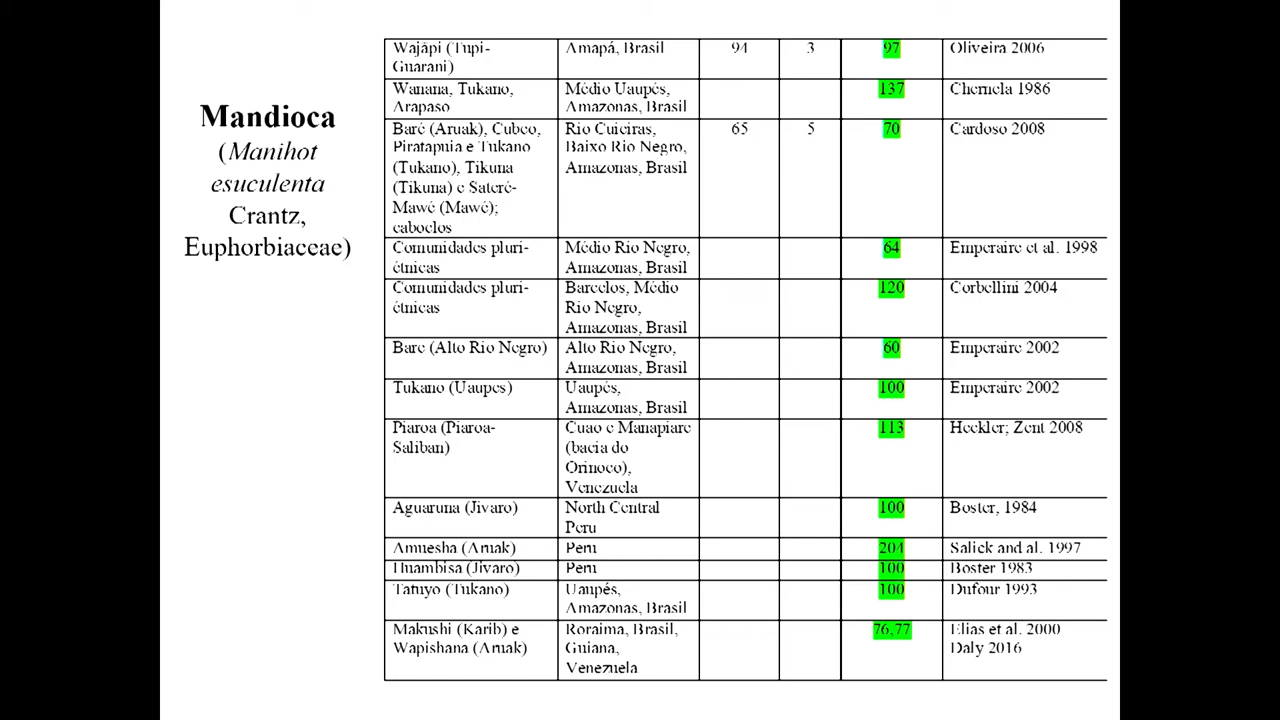 Mandioca
(Manihot
esuculenta
Crantz,
Euphorbiaceae)
Wajãpi (Tupi-
Guarani)
Amapá, Brasil
94
3
97
Oliveira 2006
Wanana, Tukano,
Arapaso
Médio Uaupés,
Amazonas, Brasil
137
Chernela 1986
Baré (Aruak), Cubeo,
Piratapuia e Tukano
(Tukano), Tikuna
(Tikuna) e Sateré-
Mawé (Mawé);
caboclos
Rio Cuieiras,
Baixo Rio Negro,
Amazonas, Brasil
65
5
70
Cardoso 2008
Comunidades pluri-
étnicas
Médio Rio Negro,
Amazonas, Brasil
64
Emperaire et al. 1998
Comunidades pluri-
étnicas
Barcelos, Médio
Rio Negro,
Amazonas, Brasil
120
Corbellini 2004
Bare (Alto Rio Negro)
Alto Rio Negro,
Amazonas, Brasil
60
Emperaire 2002
Tukano (Uaupes)
Uaupés,
Amazonas, Brasil
100
Emperaire 2002
Piaroa (Piaroa-
Saliban)
Cuao e Manapiare
(bacia do
Orinoco),
Venezuela
113
Heckler; Zent 2008
Aguaruna (Jivaro)
North Central
Peru
100
Boster, 1984
Amuesha (Aruak)
Peru
204
Salick and al. 1997
Huambisa (Jivaro)
Peru
100
Boster 1983
Tatuyo (Tukano)
Uaupés,
Amazonas, Brasil
100
Dufour 1993
Makushi (Karib) e
Wapishana (Aruak)
Roraima, Brasil,
Guiana,
Venezuela
76,77
Elias et al. 2000
Daly 2016